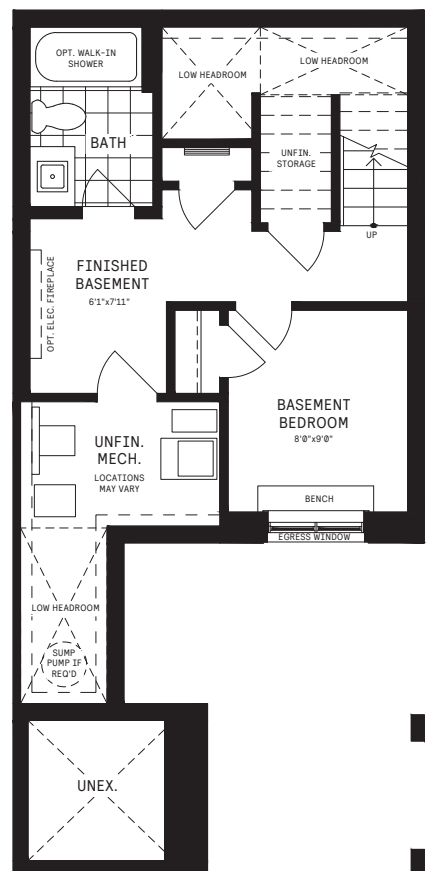 OPT. WALK-IN
SHOWER
LOW HEADROOM
LOW HEADROOM
BATH
UNFIN.
STORAGE
UP
FINISHED
BASEMENT
6'1"x7'11"
OPT. ELEC. FIREPLACE
BASEMENT
BEDROOM
8'0"x9'0"
UNFIN.
MECH.
LOCATIONS
MAY VARY
BENCH
EGRESS WINDOW
LOW HEADROOM
SUMP
PUMP IF
REQ'D
UNEX.